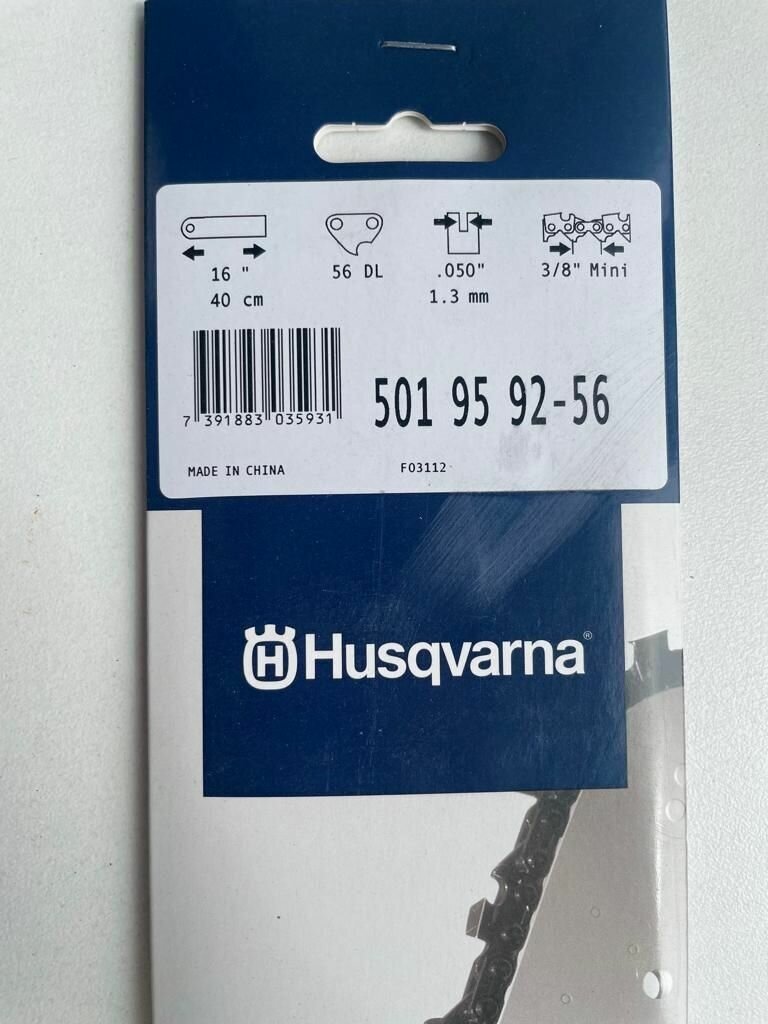 16 "
40 cm
56 DL
.050"
1.3 mm
3/8" Mini
7 391883 035931
501 95 92-56
MADE IN CHINA
F03112
H Husqvarna®